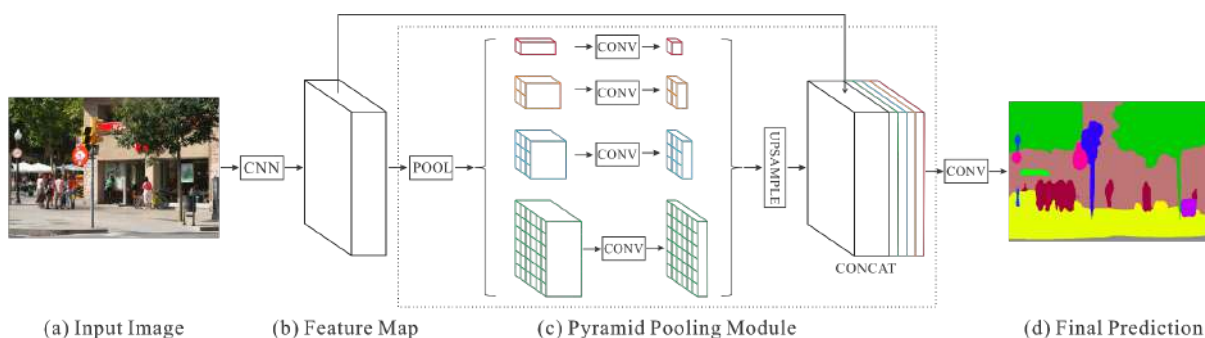 CNN
POOL
CONV
CONV
CONV
CONV
UPSAMPLE
CONCAT
CONV
(a) Input Image
(b) Feature Map
(c) Pyramid Pooling Module
(d) Final Prediction